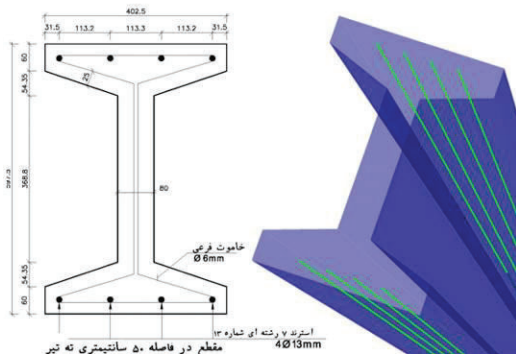 402.5
31.5 113.2 113.2 113.2 31.5
60
54.35
25
368.8
80
54.35
60
خاموت فرعی
Ø 6mm
استرند ۷ رشته ای شماره ۱۳
4Ø13mm
مقطع در فاصله ۵۰ سانتیمتری ته تیر